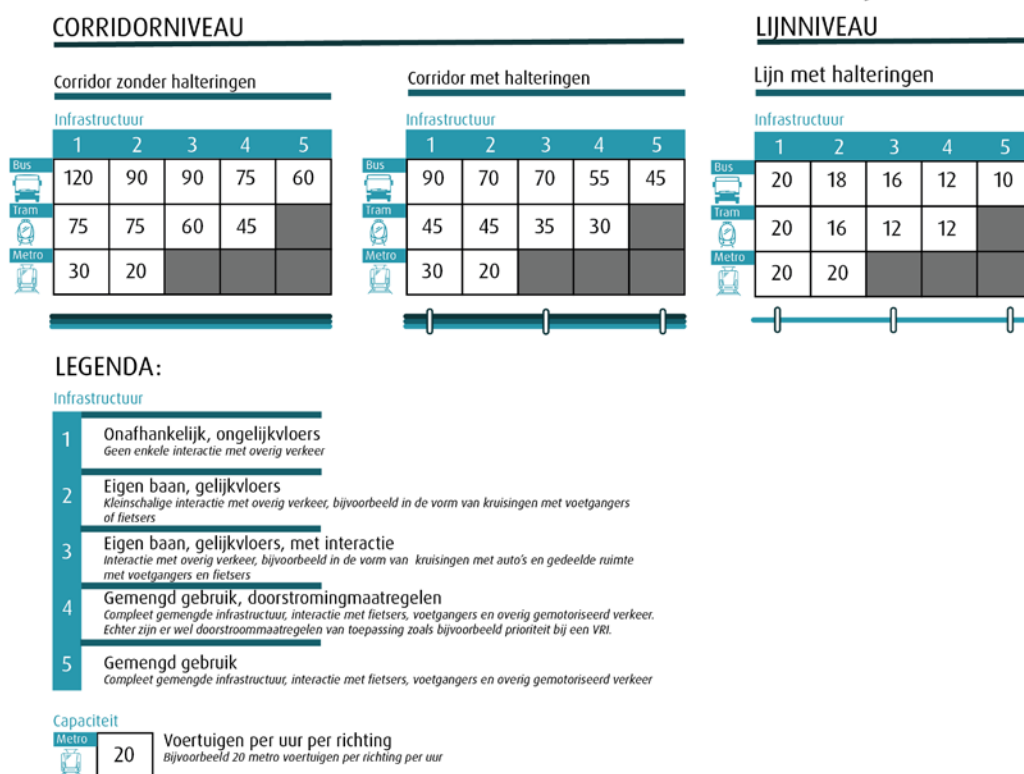 CORRIDORNIVEAU
Corridor zonder halteringen
Infrastructuur
1 2 3 4 5
Bus 120 90 90 75 60
Tram 75 75 60 45
Metro 30 20
Corridor met halteringen
Infrastructuur
1 2 3 4 5
Bus 90 70 70 55 45
Tram 45 45 35 30
Metro 30 20
LIJNNIVEAU
Lijn met halteringen
Infrastructuur
1 2 3 4 5
Bus 20 18 16 12 10
Tram 20 16 12 12
Metro 20 20
LEGENDA:
Infrastructuur
1 Onafhankelijk, ongelijkvloers
Geen enkele interactie met overig verkeer
2 Eigen baan, gelijkvloers
Kleinschalige interactie met overig verkeer, bijvoorbeeld in de vorm van kruisingen met voetgangers
of fietsers
3 Eigen baan, gelijkvloers, met interactie
Interactie met overig verkeer, bijvoorbeeld in de vorm van kruisingen met auto's en gedeelde ruimte
met voetgangers en fietsers
4 Gemengd gebruik, doorstromingmaatregelen
Compleet gemengde infrastructuur, interactie met fietsers, voetgangers en overig gemotoriseerd verkeer.
Echter zijn er wel doorstroommaatregelen van toepassing zoals bijvoorbeeld prioriteit bij een VRI.
5 Gemengd gebruik
Compleet gemengde infrastructuur, interactie met fietsers, voetgangers en overig gemotoriseerd verkeer
Capaciteit
Metro 20 Voertuigen per uur per richting
Bijvoorbeeld 20 metro voertuigen per richting per uur